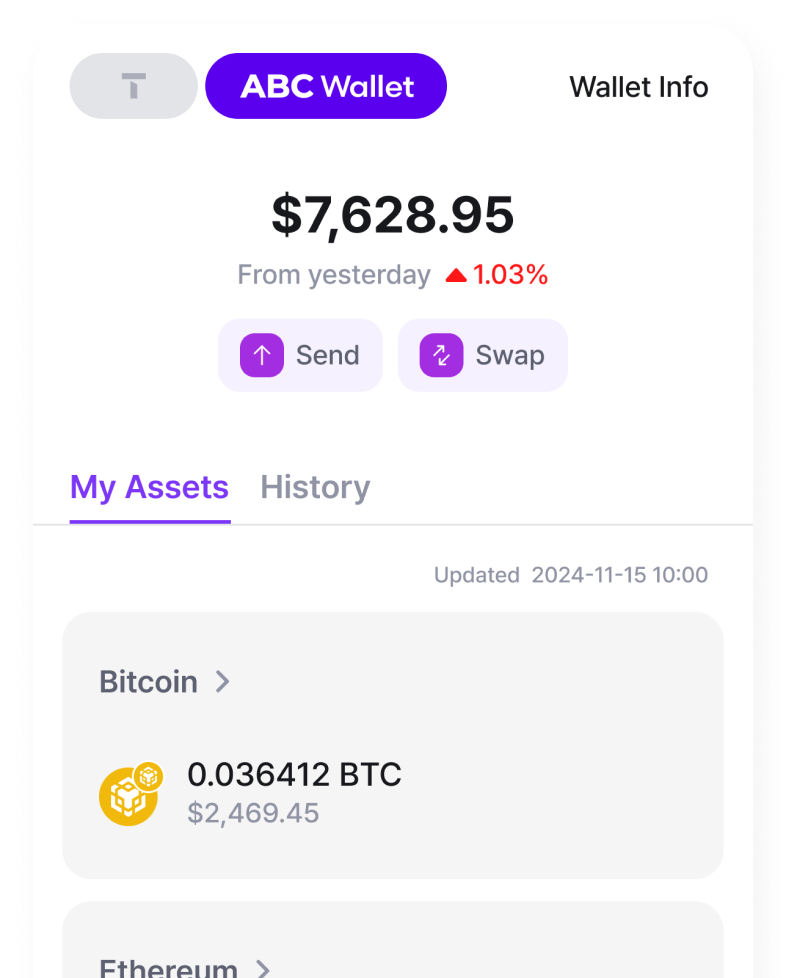 T
ABC Wallet
Wallet Info
$7,628.95
From yesterday ▲ 1.03%
Send
Swap
My Assets
History
Updated 2024-11-15 10:00
Bitcoin
0.036412 BTC
$2,469.45
Ethereum